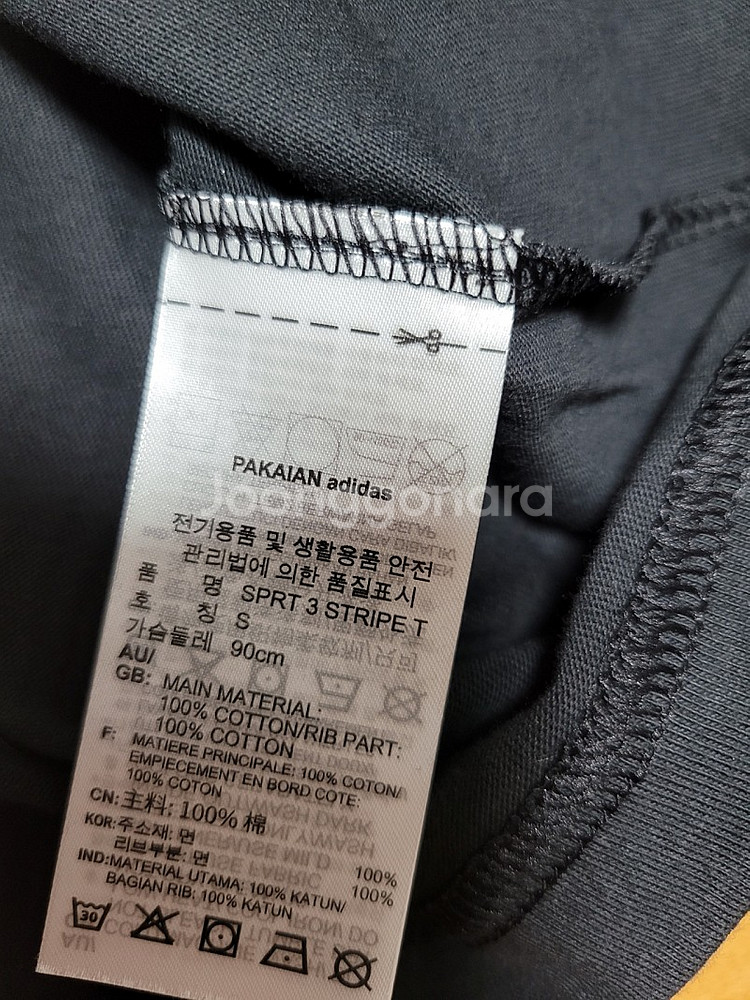 PAKAIAN adidas
Joonggonara
전기용품 및 생활용품 안전
관리법에 의한 품질표시
품 명 SPRT 3 STRIPE T
호 칭 S
가슴둘레 90cm
AU/
GB: MAIN MATERIAL:
100% COTTON/RIB PART:
100% COTTON
F: MATIERE PRINCIPALE: 100% COTON/
EMPIECEMENT EN BORD COTE:
100% COTON
CN: 主料: 100% 棉
KOR: 주소재: 면 100%
리브부분: 면 100%
IND: MATERIAL UTAMA: 100% KATUN/
BAGIAN RIB: 100% KATUN
30